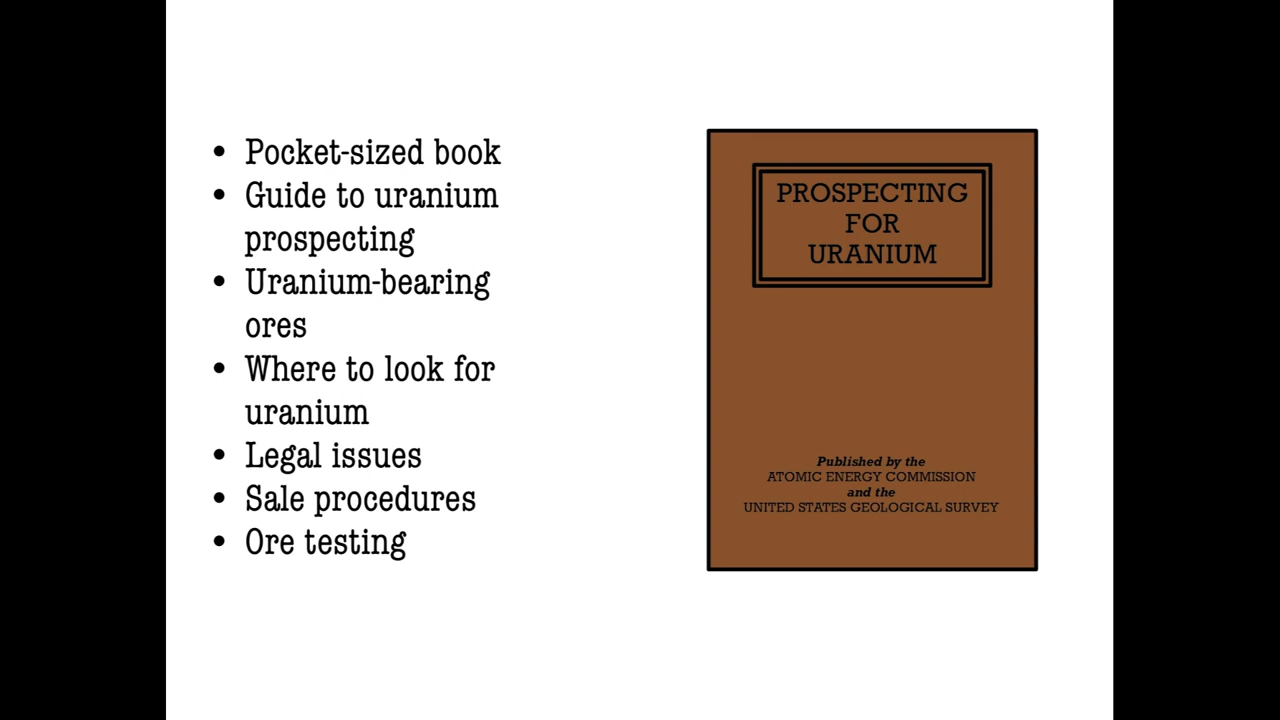 • Pocket-sized book
• Guide to uranium
prospecting
• Uranium-bearing
ores
• Where to look for
uranium
• Legal issues
• Sale procedures
• Ore testing
PROSPECTING
FOR
URANIUM
Published by the
ATOMIC ENERGY COMMISSION
and the
UNITED STATES GEOLOGICAL SURVEY